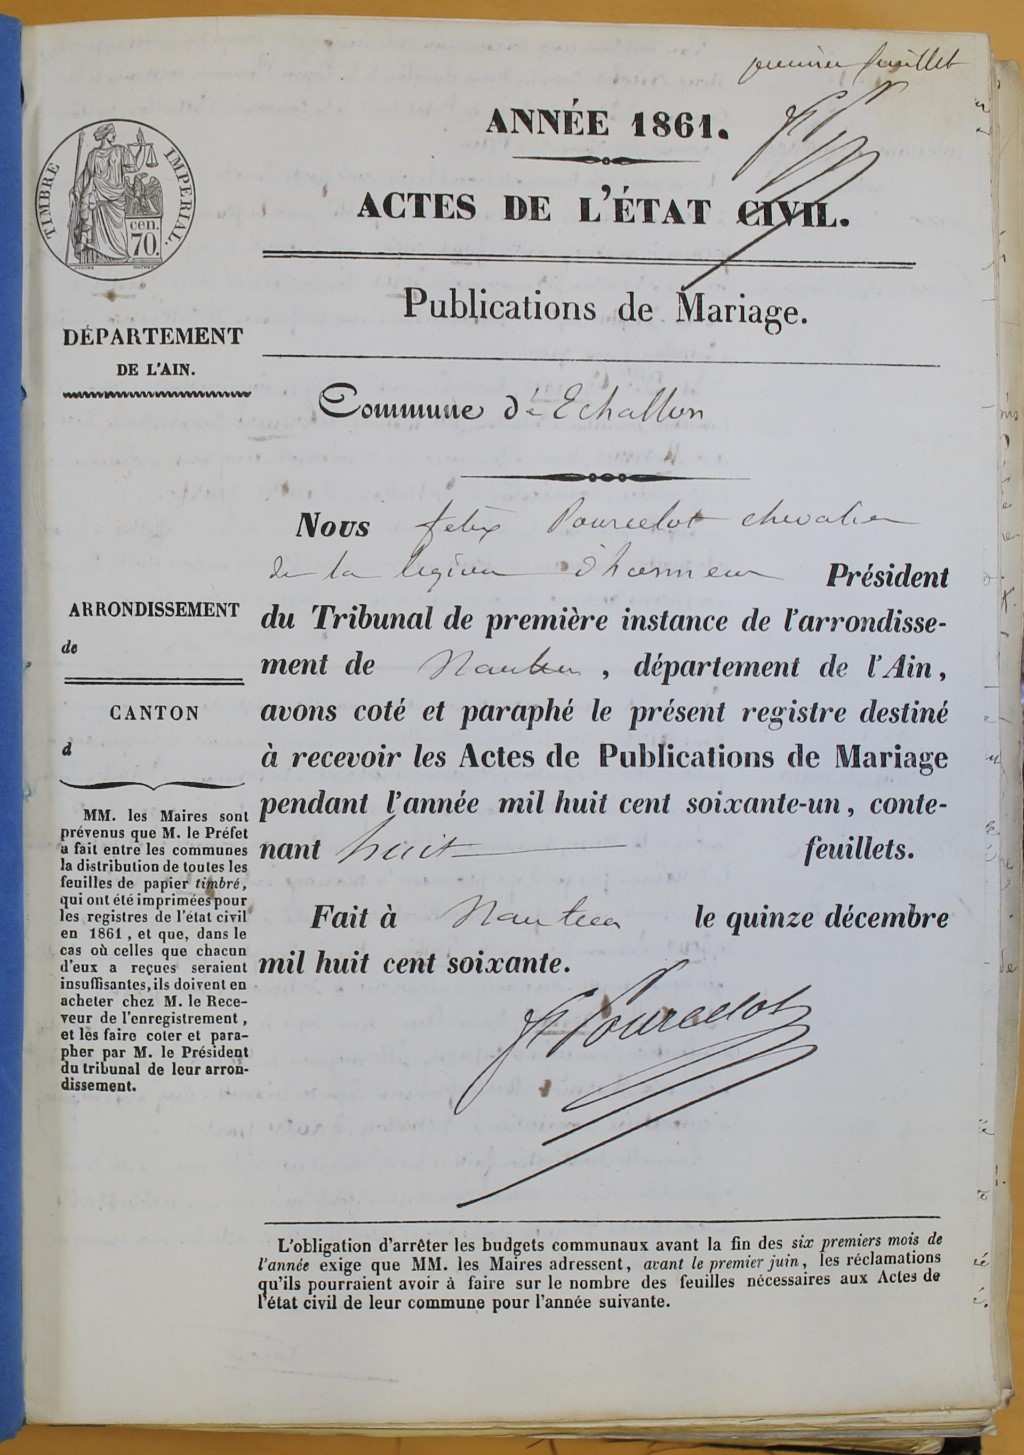 premier feuillet
ANNÉE 1861.
TIMBRE IMPERIAL.
cen.
70.
ACTES DE L'ÉTAT CIVIL.
Publications de Mariage.
DÉPARTEMENT
DE L'AIN.
Commune d'Echallon
Nous felix Pourcelot chevalier
de la legion d'honneur Président
du Tribunal de première instance de l'arrondisse-
ment de Nantua, département de l'Ain,
avons coté et paraphé le présent registre destiné
à recevoir les Actes de Publications de Mariage
pendant l'année mil huit cent soixante-un, conte-
nant huit feuillets.
Fait à Nantua le quinze décembre
mil huit cent soixante.
Pourcelot
ARRONDISSEMENT
de
CANTON
d
MM. les Maires sont
prévenus que M. le Préfet
a fait entre les communes
la distribution de toutes les
feuilles de papier timbré,
qui ont été imprimées pour
les registres de l'état civil
en 1861, et que, dans le
cas où celles que chacun
d'eux a reçues seraient
insuffisantes, ils doivent en
acheter chez M. le Rece-
veur de l'enregistrement,
et les faire coter et para-
pher par M. le Président
du tribunal de leur arron-
dissement.
L'obligation d'arrêter les budgets communaux avant la fin des six premiers mois de
l'année exige que MM. les Maires adressent, avant le premier juin, les réclamations
qu'ils pourraient avoir à faire sur le nombre des feuilles nécessaires aux Actes de
l'état civil de leur commune pour l'année suivante.